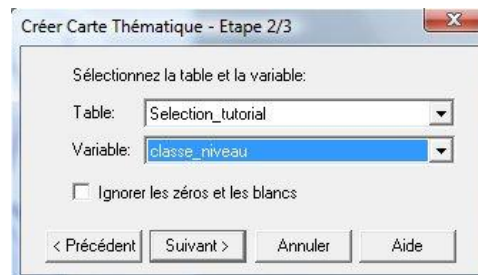 Créer Carte Thématique - Etape 2/3
Sélectionnez la table et la variable:
Table: Selection_tutorial
Variable: classe_niveau
Ignorer les zéros et les blancs
< Précédent Suivant > Annuler Aide